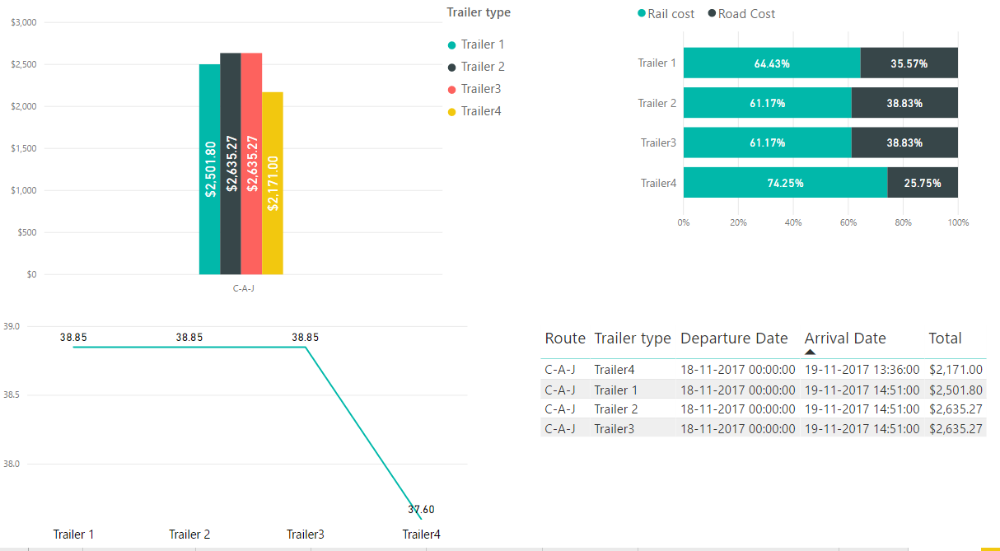 Trailer type
Trailer 1
Trailer 2
Trailer3
Trailer4
$3,000
$2,500
$2,000
$1,500
$1,000
$500
$0
$2,501.80
$2,635.27
$2,635.27
$2,171.00
C-A-J
Rail cost Road Cost
Trailer 1 64.43% 35.57%
Trailer 2 61.17% 38.83%
Trailer3 61.17% 38.83%
Trailer4 74.25% 25.75%
0% 20% 40% 60% 80% 100%
39.0
38.5
38.0
38.85 38.85 38.85
37.60
Trailer 1 Trailer 2 Trailer3 Trailer4
Route Trailer type Departure Date Arrival Date Total
C-A-J Trailer4 18-11-2017 00:00:00 19-11-2017 13:36:00 $2,171.00
C-A-J Trailer 1 18-11-2017 00:00:00 19-11-2017 14:51:00 $2,501.80
C-A-J Trailer 2 18-11-2017 00:00:00 19-11-2017 14:51:00 $2,635.27
C-A-J Trailer3 18-11-2017 00:00:00 19-11-2017 14:51:00 $2,635.27